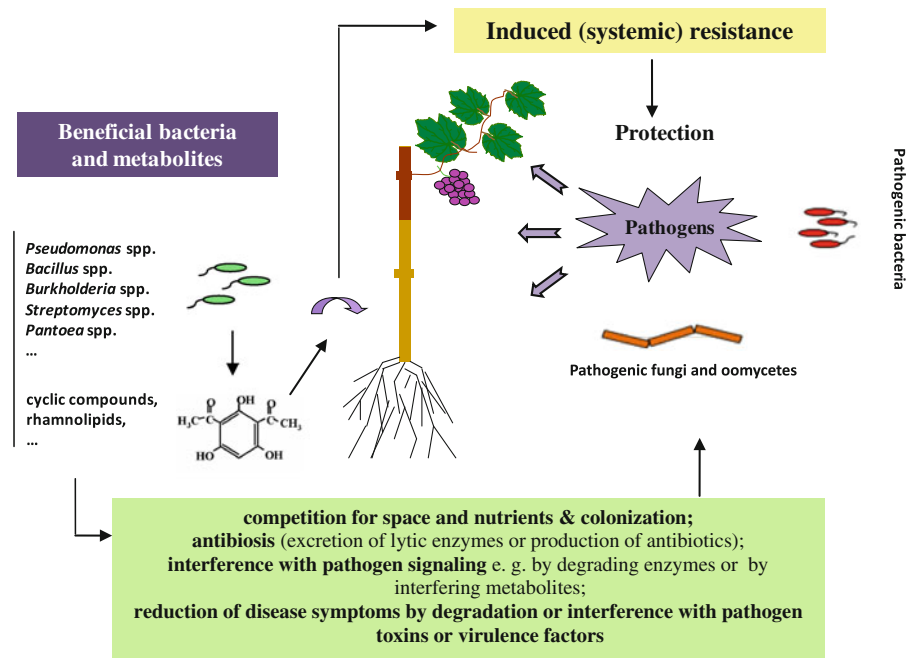 Induced (systemic) resistance
Beneficial bacteria
and metabolites
Protection
Pathogens
Pathogenic bacteria
Pseudomonas spp.
Bacillus spp.
Burkholderia spp.
Streptomyces spp.
Pantoea spp.
...
cyclic compounds,
rhamnolipids,
...
O OH O
H₃C C C CH₃
HO OH
Pathogenic fungi and oomycetes
competition for space and nutrients & colonization;
antibiosis (excretion of lytic enzymes or production of antibiotics);
interference with pathogen signaling e. g. by degrading enzymes or by
interfering metabolites;
reduction of disease symptoms by degradation or interference with pathogen
toxins or virulence factors